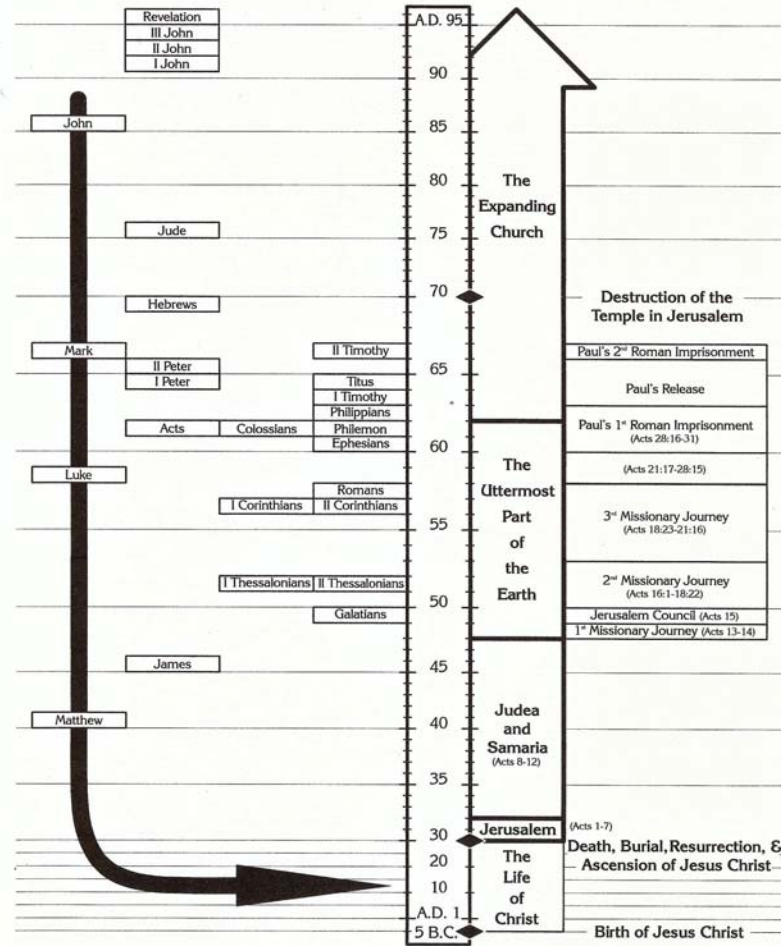 Revelation
III John
II John
I John
John
Jude
Hebrews
Mark
II Timothy
II Peter
I Peter
Titus
I Timothy
Philippians
Acts
Colossians
Philemon
Ephesians
Luke
Romans
I Corinthians
II Corinthians
I Thessalonians
II Thessalonians
Galatians
James
Matthew
A.D. 95
90
85
80
75
70
65
60
55
50
45
40
35
30
20
10
A.D. 1
5 B.C.
The
Expanding
Church
The
Uttermost
Part
of
the
Earth
Judea
and
Samaria
(Acts 8-12)
Jerusalem
(Acts 1-7)
The
Life
of
Christ
Destruction of the
Temple in Jerusalem
Paul's 2nd Roman Imprisonment
Paul's Release
Paul's 1st Roman Imprisonment
(Acts 28:16-31)
(Acts 21:17-28:15)
3rd Missionary Journey
(Acts 18:23-21:16)
2nd Missionary Journey
(Acts 16:1-18:22)
Jerusalem Council (Acts 15)
1st Missionary Journey (Acts 13-14)
Death, Burial, Resurrection, &
Ascension of Jesus Christ
Birth of Jesus Christ